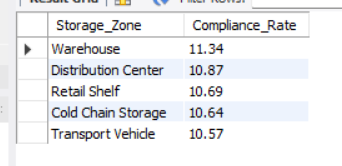 Result Grid Filter Rows:
Storage_Zone Compliance_Rate
Warehouse 11.34
Distribution Center 10.87
Retail Shelf 10.69
Cold Chain Storage 10.64
Transport Vehicle 10.57